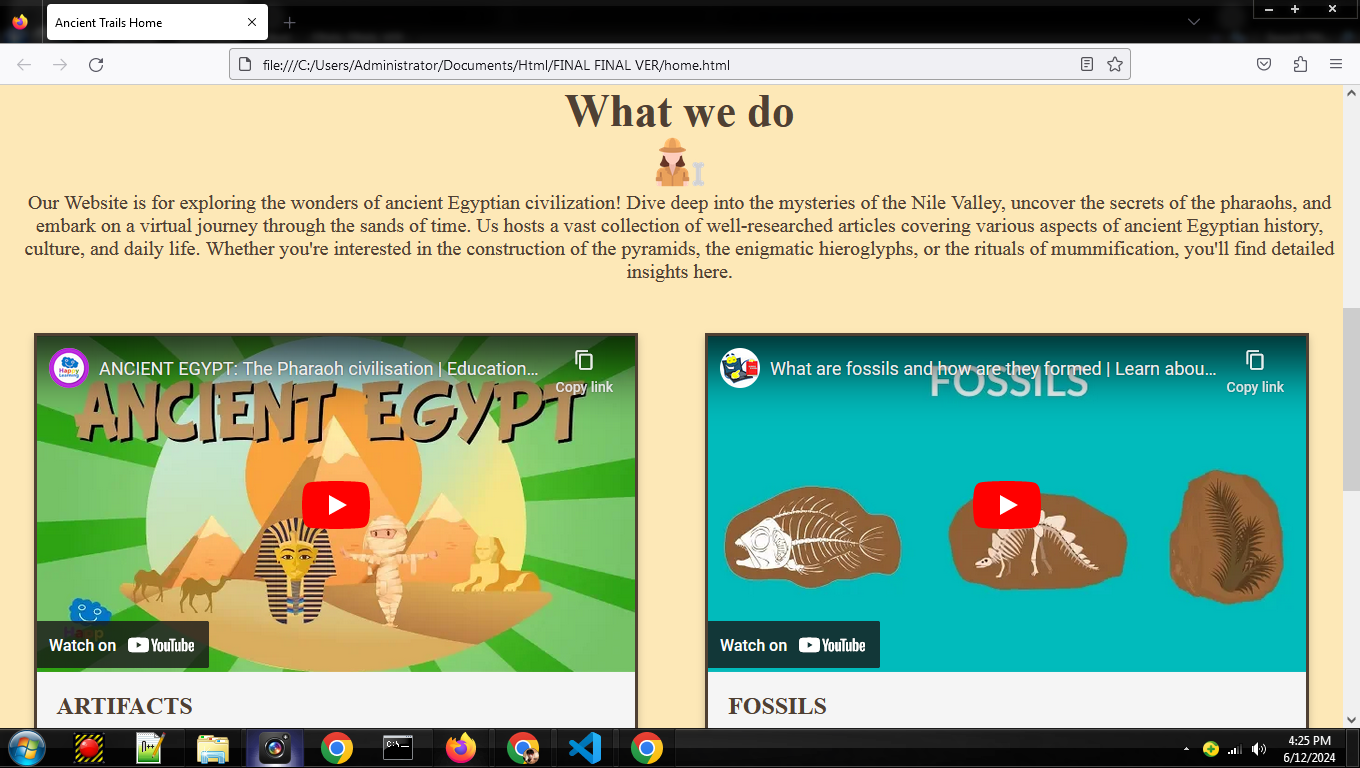 Ancient Trails Home
file:///C:/Users/Administrator/Documents/Html/FINAL FINAL VER/home.html
What we do
Our Website is for exploring the wonders of ancient Egyptian civilization! Dive deep into the mysteries of the Nile Valley, uncover the secrets of the pharaohs, and
embark on a virtual journey through the sands of time. Us hosts a vast collection of well-researched articles covering various aspects of ancient Egyptian history,
culture, and daily life. Whether you're interested in the construction of the pyramids, the enigmatic hieroglyphs, or the rituals of mummification, you'll find detailed
insights here.
Happy Learning
ANCIENT EGYPT: The Pharaoh civilisation | Education...
Copy link
ANCIENT EGYPT
Watch on YouTube
ARTIFACTS
What are fossils and how are they formed | Learn abou...
Copy link
FOSSILS
Watch on YouTube
FOSSILS
4:25 PM
6/12/2024